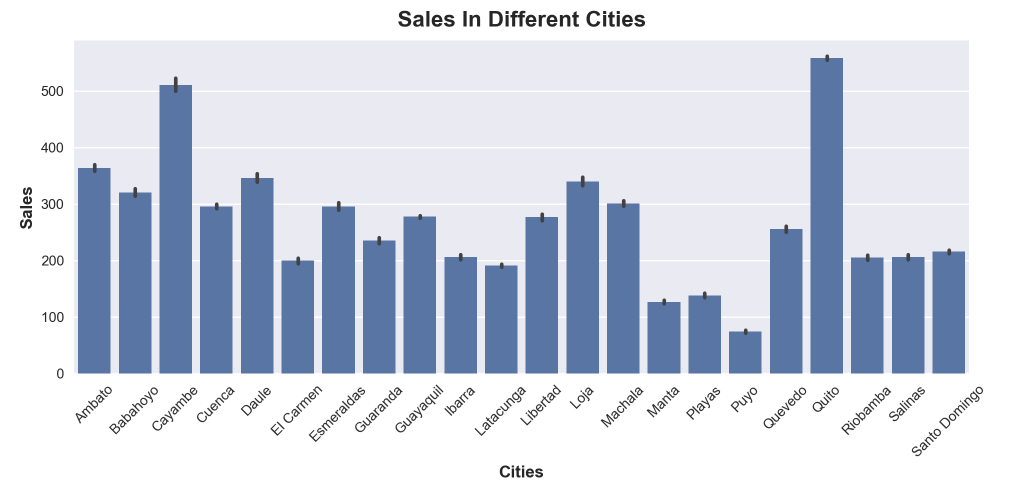 Sales In Different Cities
Sales
500
400
300
200
100
0
Ambato
Babahoyo
Cayambe
Cuenca
Daule
El Carmen
Esmeraldas
Guaranda
Guayaquil
Ibarra
Latacunga
Libertad
Loja
Machala
Manta
Playas
Puyo
Quevedo
Quito
Riobamba
Salinas
Santo Domingo
Cities